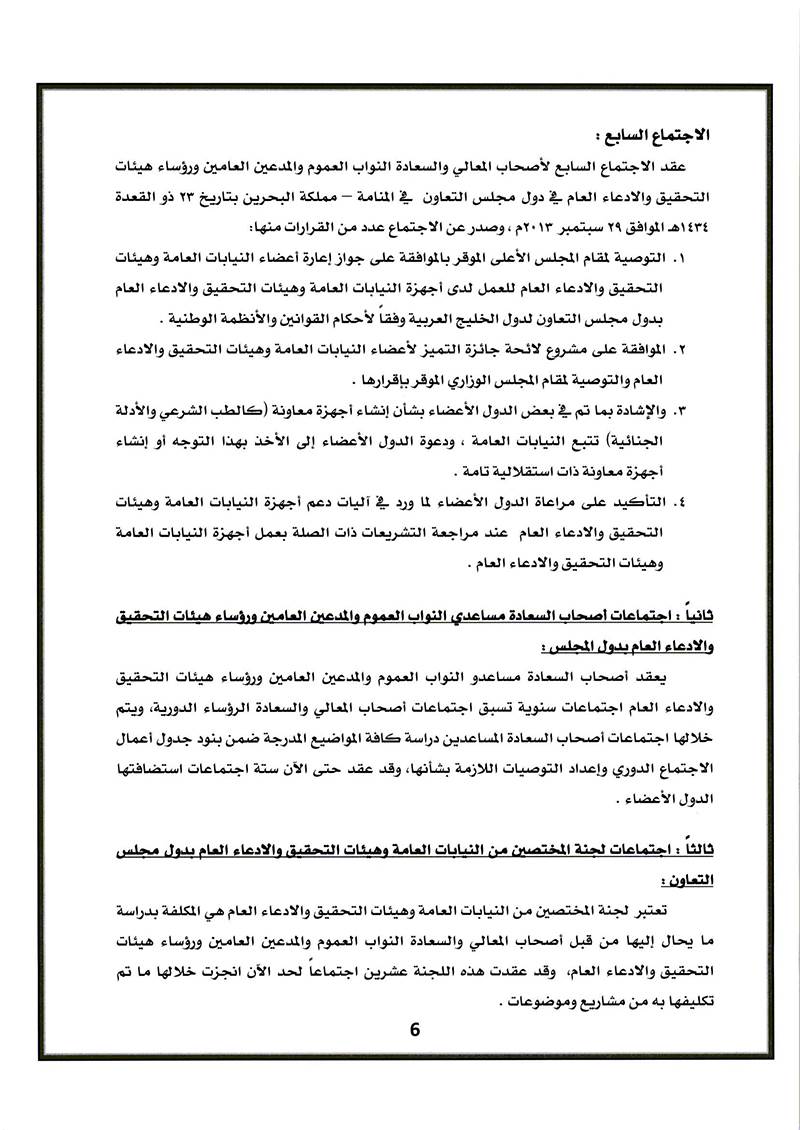 الاجتماع السابع :
عقد الاجتماع السابع لأصحاب المعالي والسعادة النواب العموم والمدعين العامين ورؤساء هيئات
التحقيق والادعاء العام في دول مجلس التعاون في المنامة – مملكة البحرين بتاريخ ٢٣ ذو القعدة
١٤٣٤هـ الموافق ٢٩ سبتمبر ٢٠١٣م ، وصدر عن الاجتماع عدد من القرارات منها:
١. التوصية لمقام المجلس الأعلى الموقر بالموافقة على جواز إعارة أعضاء النيابات العامة وهيئات
التحقيق والادعاء العام للعمل لدى أجهزة النيابات العامة وهيئات التحقيق والادعاء العام
بدول مجلس التعاون لدول الخليج العربية وفقاً لأحكام القوانين والأنظمة الوطنية .
٢. الموافقة على مشروع لائحة جائزة التميز لأعضاء النيابات العامة وهيئات التحقيق والادعاء
العام والتوصية لمقام المجلس الوزاري الموقر بإقرارها .
٣. والإشادة بما تم في بعض الدول الأعضاء بشأن إنشاء أجهزة معاونة (كالطب الشرعي والأدلة
الجنائية) تتبع النيابات العامة ، ودعوة الدول الأعضاء إلى الأخذ بهذا التوجه أو إنشاء
أجهزة معاونة ذات استقلالية تامة .
٤. التأكيد على مراعاة الدول الأعضاء لما ورد في آليات دعم أجهزة النيابات العامة وهيئات
التحقيق والادعاء العام عند مراجعة التشريعات ذات الصلة بعمل أجهزة النيابات العامة
وهيئات التحقيق والادعاء العام .
ثانياً : اجتماعات أصحاب السعادة مساعدي النواب العموم والمدعين العامين ورؤساء هيئات التحقيق
والادعاء العام بدول المجلس :
يعقد أصحاب السعادة مساعدو النواب العموم والمدعين العامين ورؤساء هيئات التحقيق
والادعاء العام اجتماعات سنوية تسبق اجتماعات أصحاب المعالي والسعادة الرؤساء الدورية، ويتم
خلالها اجتماعات أصحاب السعادة المساعدين دراسة كافة المواضيع المدرجة ضمن بنود جدول أعمال
الاجتماع الدوري وإعداد التوصيات اللازمة بشأنها، وقد عقد حتى الآن ستة اجتماعات استضافتها
الدول الأعضاء .
ثالثاً : اجتماعات لجنة المختصين من النيابات العامة وهيئات التحقيق والادعاء العام بدول مجلس
التعاون :
تعتبر لجنة المختصين من النيابات العامة وهيئات التحقيق والادعاء العام هي المكلفة بدراسة
ما يحال إليها من قبل أصحاب المعالي والسعادة النواب العموم والمدعين العامين ورؤساء هيئات
التحقيق والادعاء العام، وقد عقدت هذه اللجنة عشرين اجتماعاً لحد الآن انجزت خلالها ما تم
تكليفها به من مشاريع وموضوعات .
6